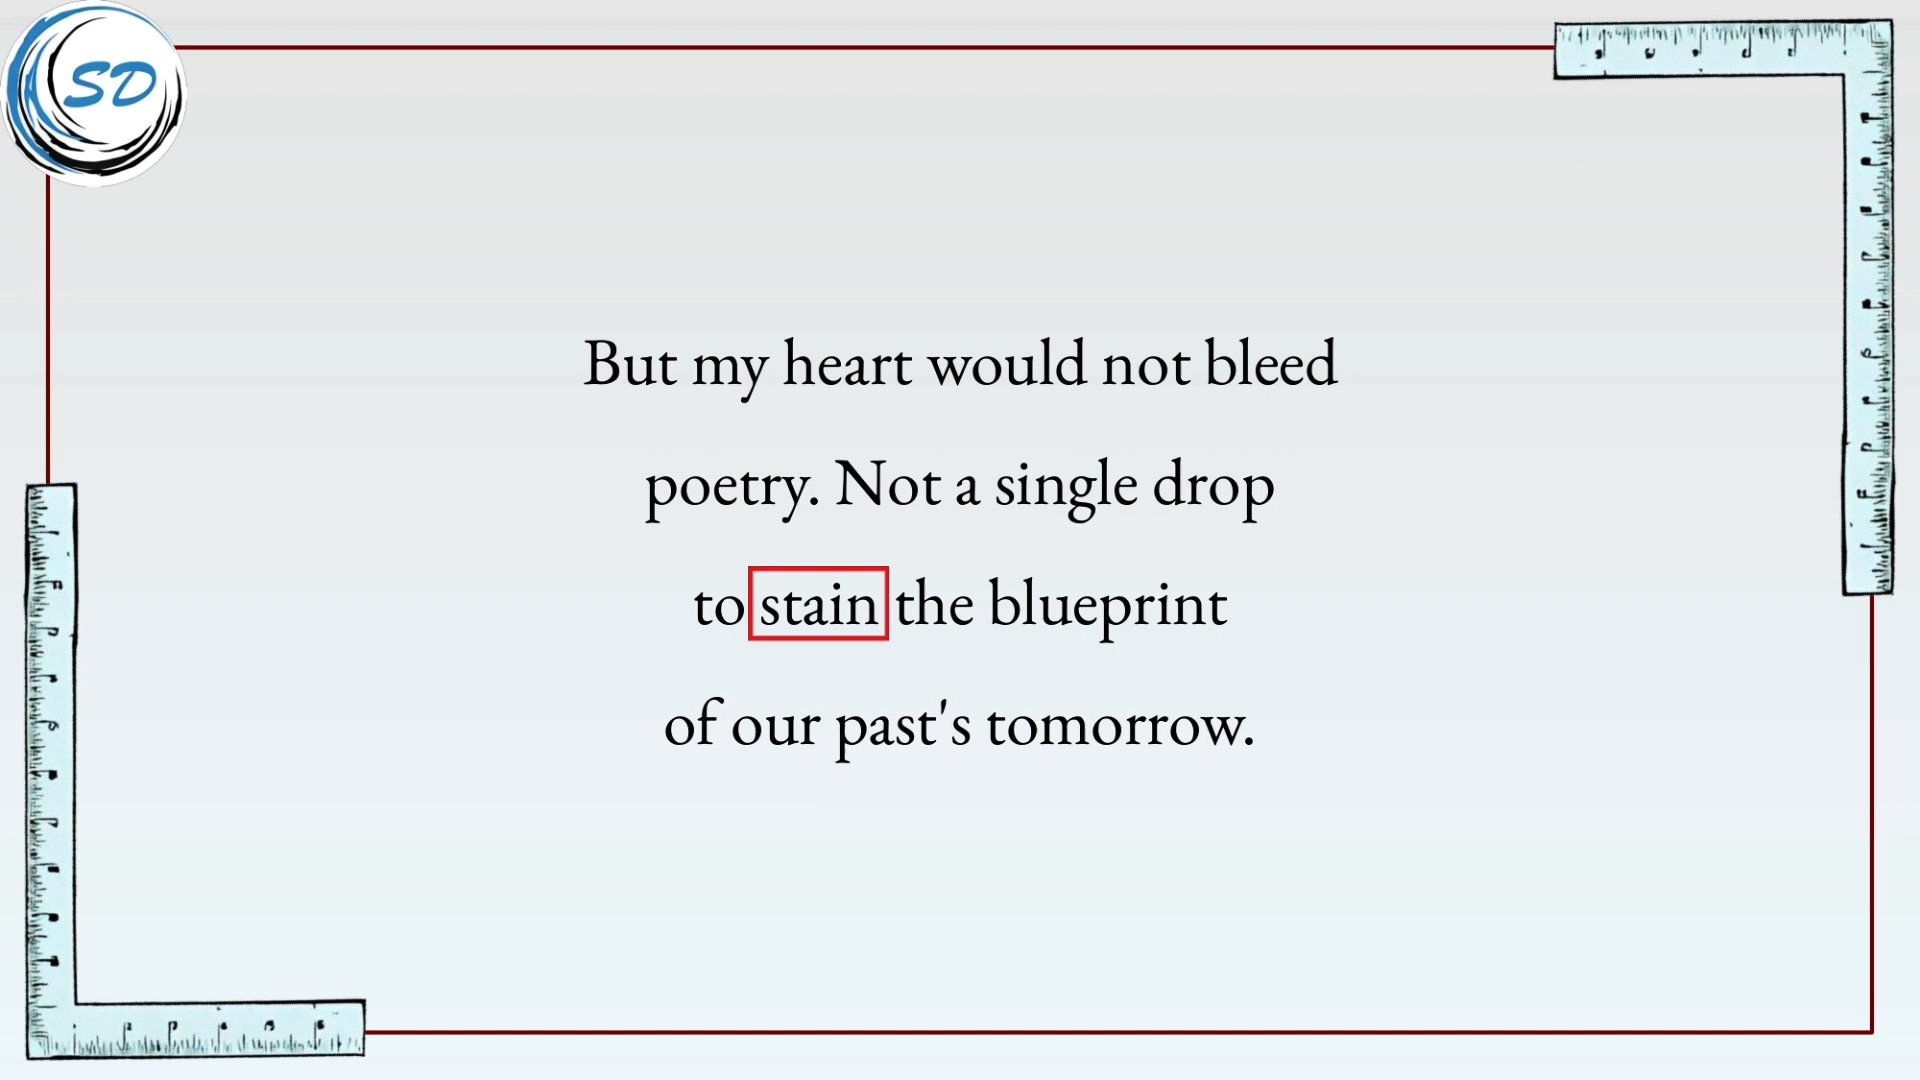 SD
But my heart would not bleed
poetry. Not a single drop
to stain the blueprint
of our past's tomorrow.